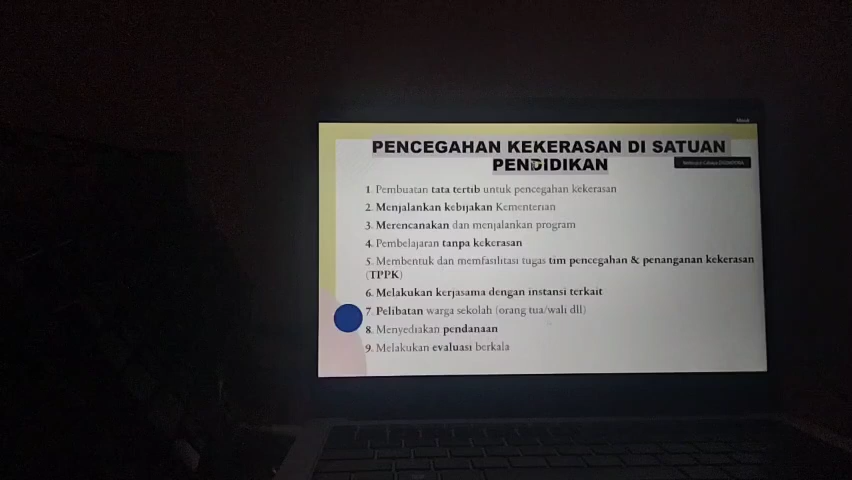 Masuk
PENCEGAHAN KEKERASAN DI SATUAN
PENDIDIKAN
1. Pembuatan tata tertib untuk pencegahan kekerasan
2. Menjalankan kebijakan Kementerian
3. Merencanakan dan menjalankan program
4. Pembelajaran tanpa kekerasan
5. Membentuk dan memfasilitasi tugas tim pencegahan & penanganan kekerasan
(TPPK)
6. Melakukan kerjasama dengan instansi terkait
7. Pelibatan warga sekolah (orang tua/wali dll)
8. Menyediakan pendanaan
9. Melakukan evaluasi berkala